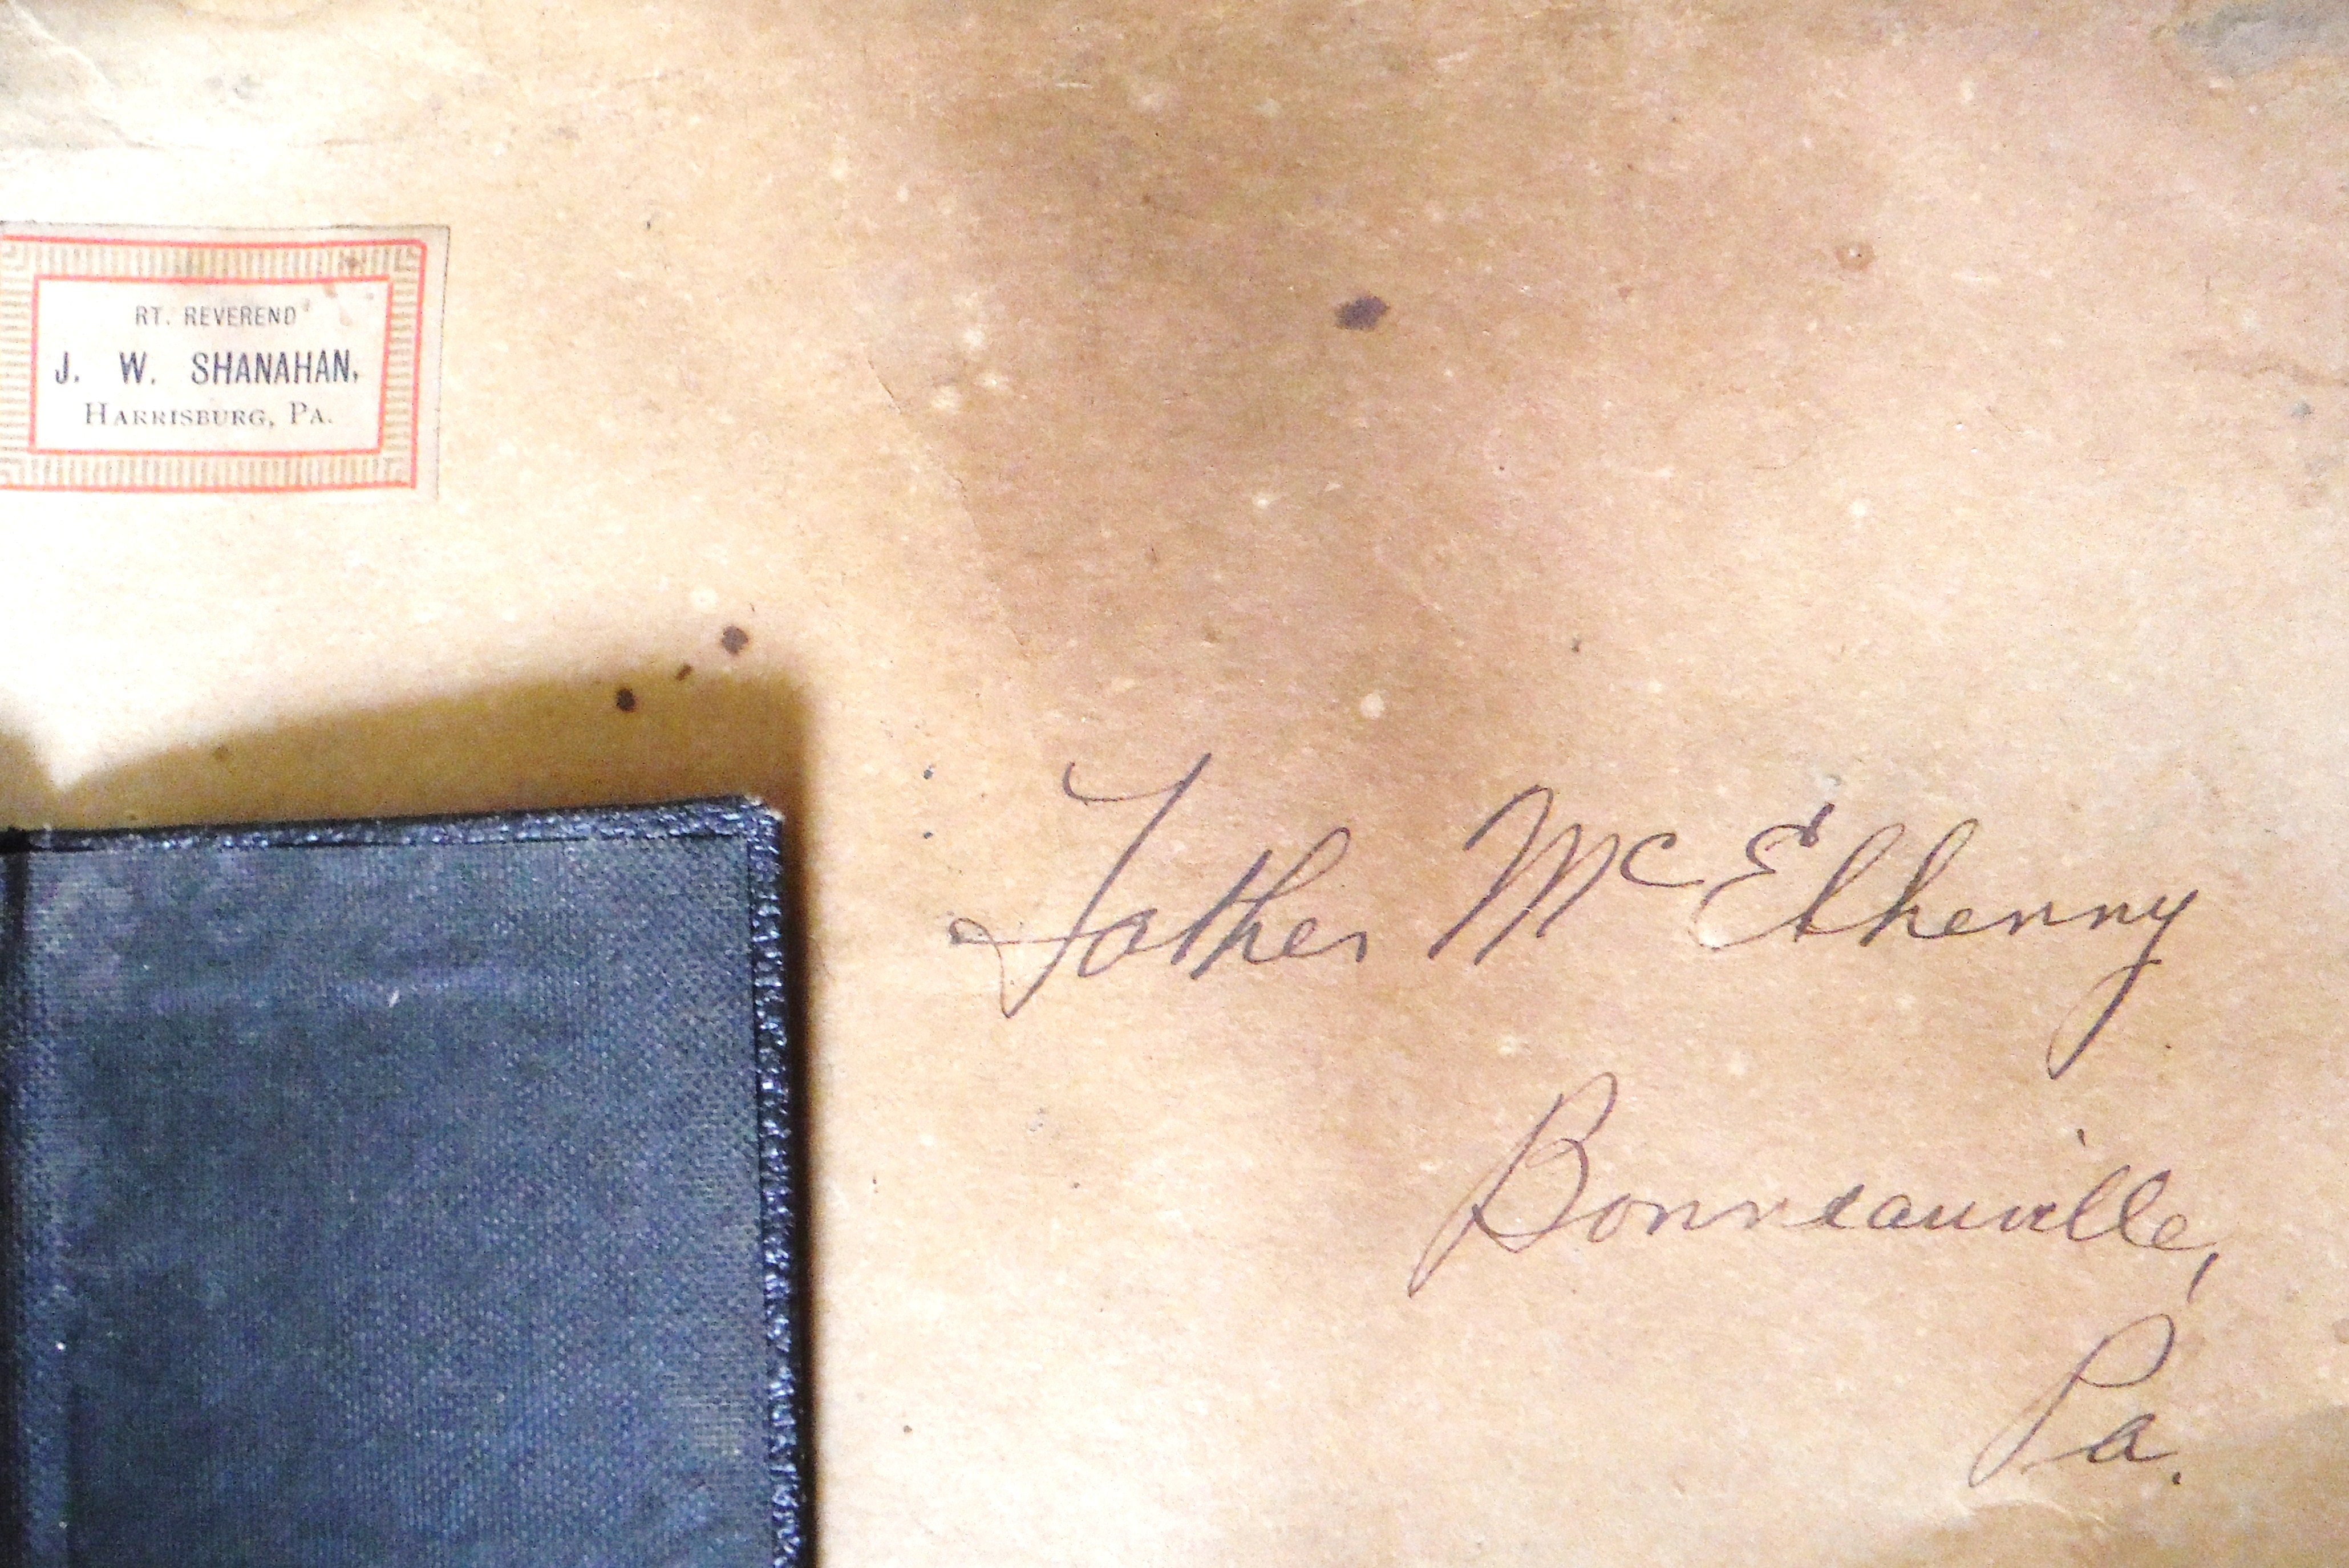 RT. REVEREND
J. W. SHANAHAN,
HARRISBURG, PA.
Father McElhenny
Bonneauville,
Pa.